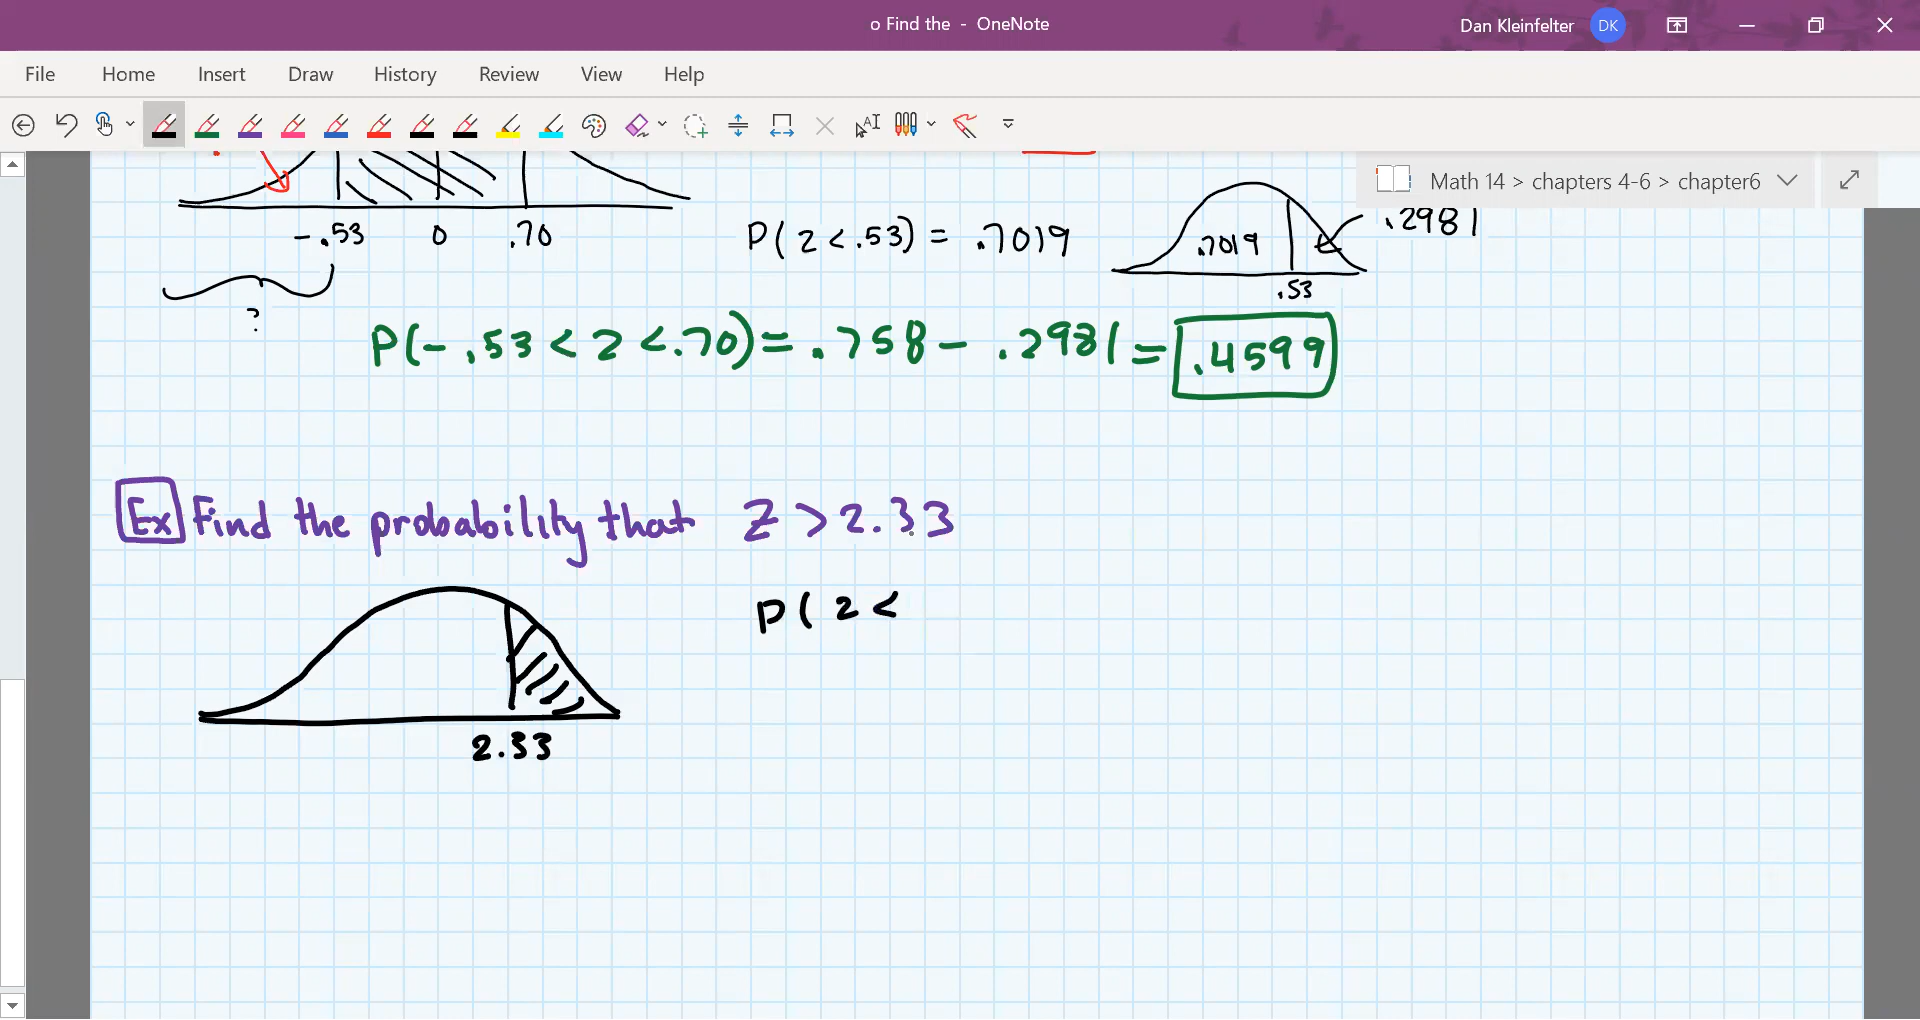 o Find the - OneNote
Dan Kleinfelter DK
File Home Insert Draw History Review View Help
Math 14 > chapters 4-6 > chapter6
-.53 0 .70
?
P(z < .53) = .7019
.7019
.53
.2981
P(-.53 < z < .70) = .758 - .2981 = .4599
Ex Find the probability that Z > 2.33
P( z <
2.33